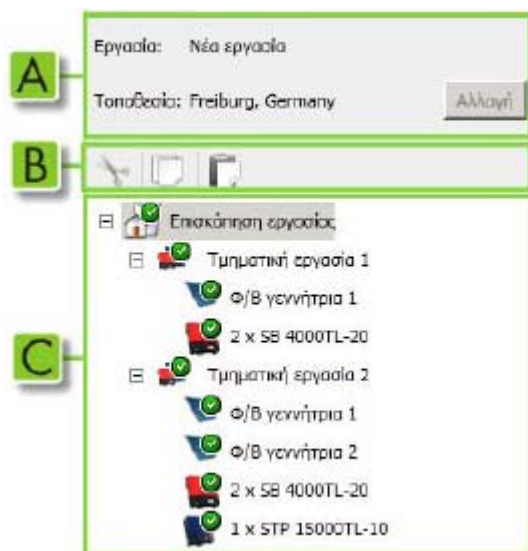 A
Εργασία: Νέα εργασία
Τοποθεσία: Freiburg, Germany Αλλαγή
B
C
Επισκόπηση εργασίας
Τμηματική εργασία 1
Φ/Β γεννήτρια 1
2 x SB 4000TL-20
Τμηματική εργασία 2
Φ/Β γεννήτρια 1
Φ/Β γεννήτρια 2
2 x SB 4000TL-20
1 x STP 15000TL-10